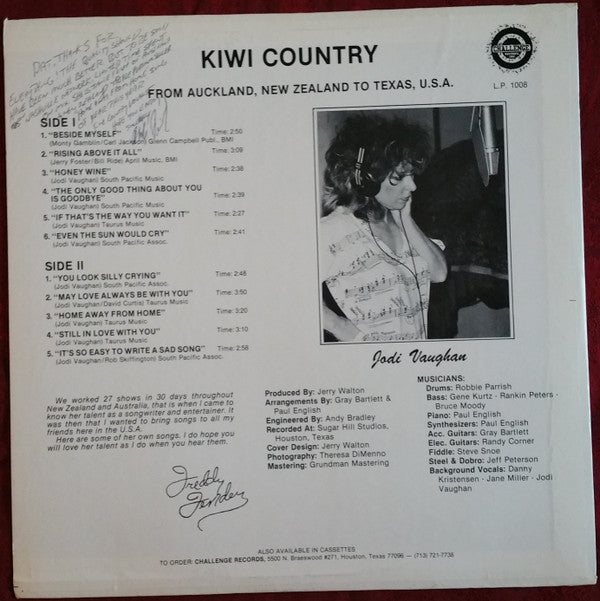 DAT, THANKS FOR
KIWI COUNTRY
FROM AUCKLAND, NEW ZEALAND TO TEXAS, U.S.A.
CHALLENGE
L.P. 1008
SIDE I
1. "BESIDE MYSELF" Time: 2:50
(Monty Gamblin/Carl Jackson) Glenn Campbell Publ., BMI
2. "RISING ABOVE IT ALL" Time: 3:09
(Jerry Foster/Bill Rice) April Music, BMI
3. "HONEY WINE" Time: 2:38
(Jodi Vaughan) South Pacific Music
4. "THE ONLY GOOD THING ABOUT YOU
IS GOODBYE" Time: 2:39
(Jodi Vaughan) South Pacific Music
5. "IF THAT'S THE WAY YOU WANT IT" Time: 2:27
(Jodi Vaughan) Taurus Music
6. "EVEN THE SUN WOULD CRY" Time: 2:41
(Jodi Vaughan) South Pacific Assoc.
SIDE II
1. "YOU LOOK SILLY CRYING" Time: 2:46
(Jodi Vaughan) South Pacific Assoc.
2. "MAY LOVE ALWAYS BE WITH YOU" Time: 3:50
(Jodi Vaughan/David Curtis) Taurus Music
3. "HOME AWAY FROM HOME" Time: 3:20
(Jodi Vaughan) Taurus Music
4. "STILL IN LOVE WITH YOU" Time: 3:10
(Jodi Vaughan) Taurus Music
5. "IT'S SO EASY TO WRITE A SAD SONG" Time: 2:58
(Jodi Vaughan/Rob Skiffington) South Pacific Assoc.
Jodi Vaughan
We worked 27 shows in 30 days throughout
New Zealand and Australia, that is when I came to
know her talent as a songwriter and entertainer. It
was then that I wanted to bring songs to all my
friends here in the U.S.A.
Here are some of her own songs. I do hope you
will love her talent as I do when you hear them.
Freddy
Fender
Produced By: Jerry Walton
Arrangements By: Gray Bartlett &
Paul English
Engineered By: Andy Bradley
Recorded At: Sugar Hill Studios,
Houston, Texas
Cover Design: Jerry Walton
Photography: Theresa DiMenno
Mastering: Grundman Mastering
MUSICIANS:
Drums: Robbie Parrish
Bass: Gene Kurtz · Rankin Peters ·
Bruce Moody
Piano: Paul English
Synthesizers: Paul English
Acc. Guitars: Gray Bartlett
Elec. Guitars: Randy Corner
Fiddle: Steve Snoe
Steel & Dobro: Jeff Peterson
Background Vocals: Danny
Kristensen · Jane Miller · Jodi
Vaughan
ALSO AVAILABLE IN CASSETTES
TO ORDER: CHALLENGE RECORDS, 5500 N. Braeswood #271, Houston, Texas 77096 — (713) 721-7736